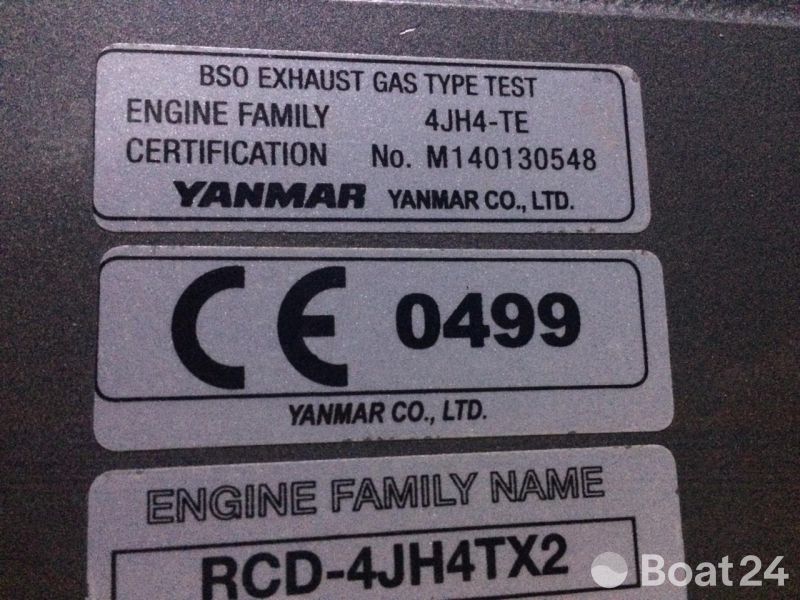 BSO EXHAUST GAS TYPE TEST
ENGINE FAMILY 4JH4-TE
CERTIFICATION No. M140130548
YANMAR YANMAR CO., LTD.
CE 0499
YANMAR CO., LTD.
ENGINE FAMILY NAME
RCD-4JH4TX2
Boat24